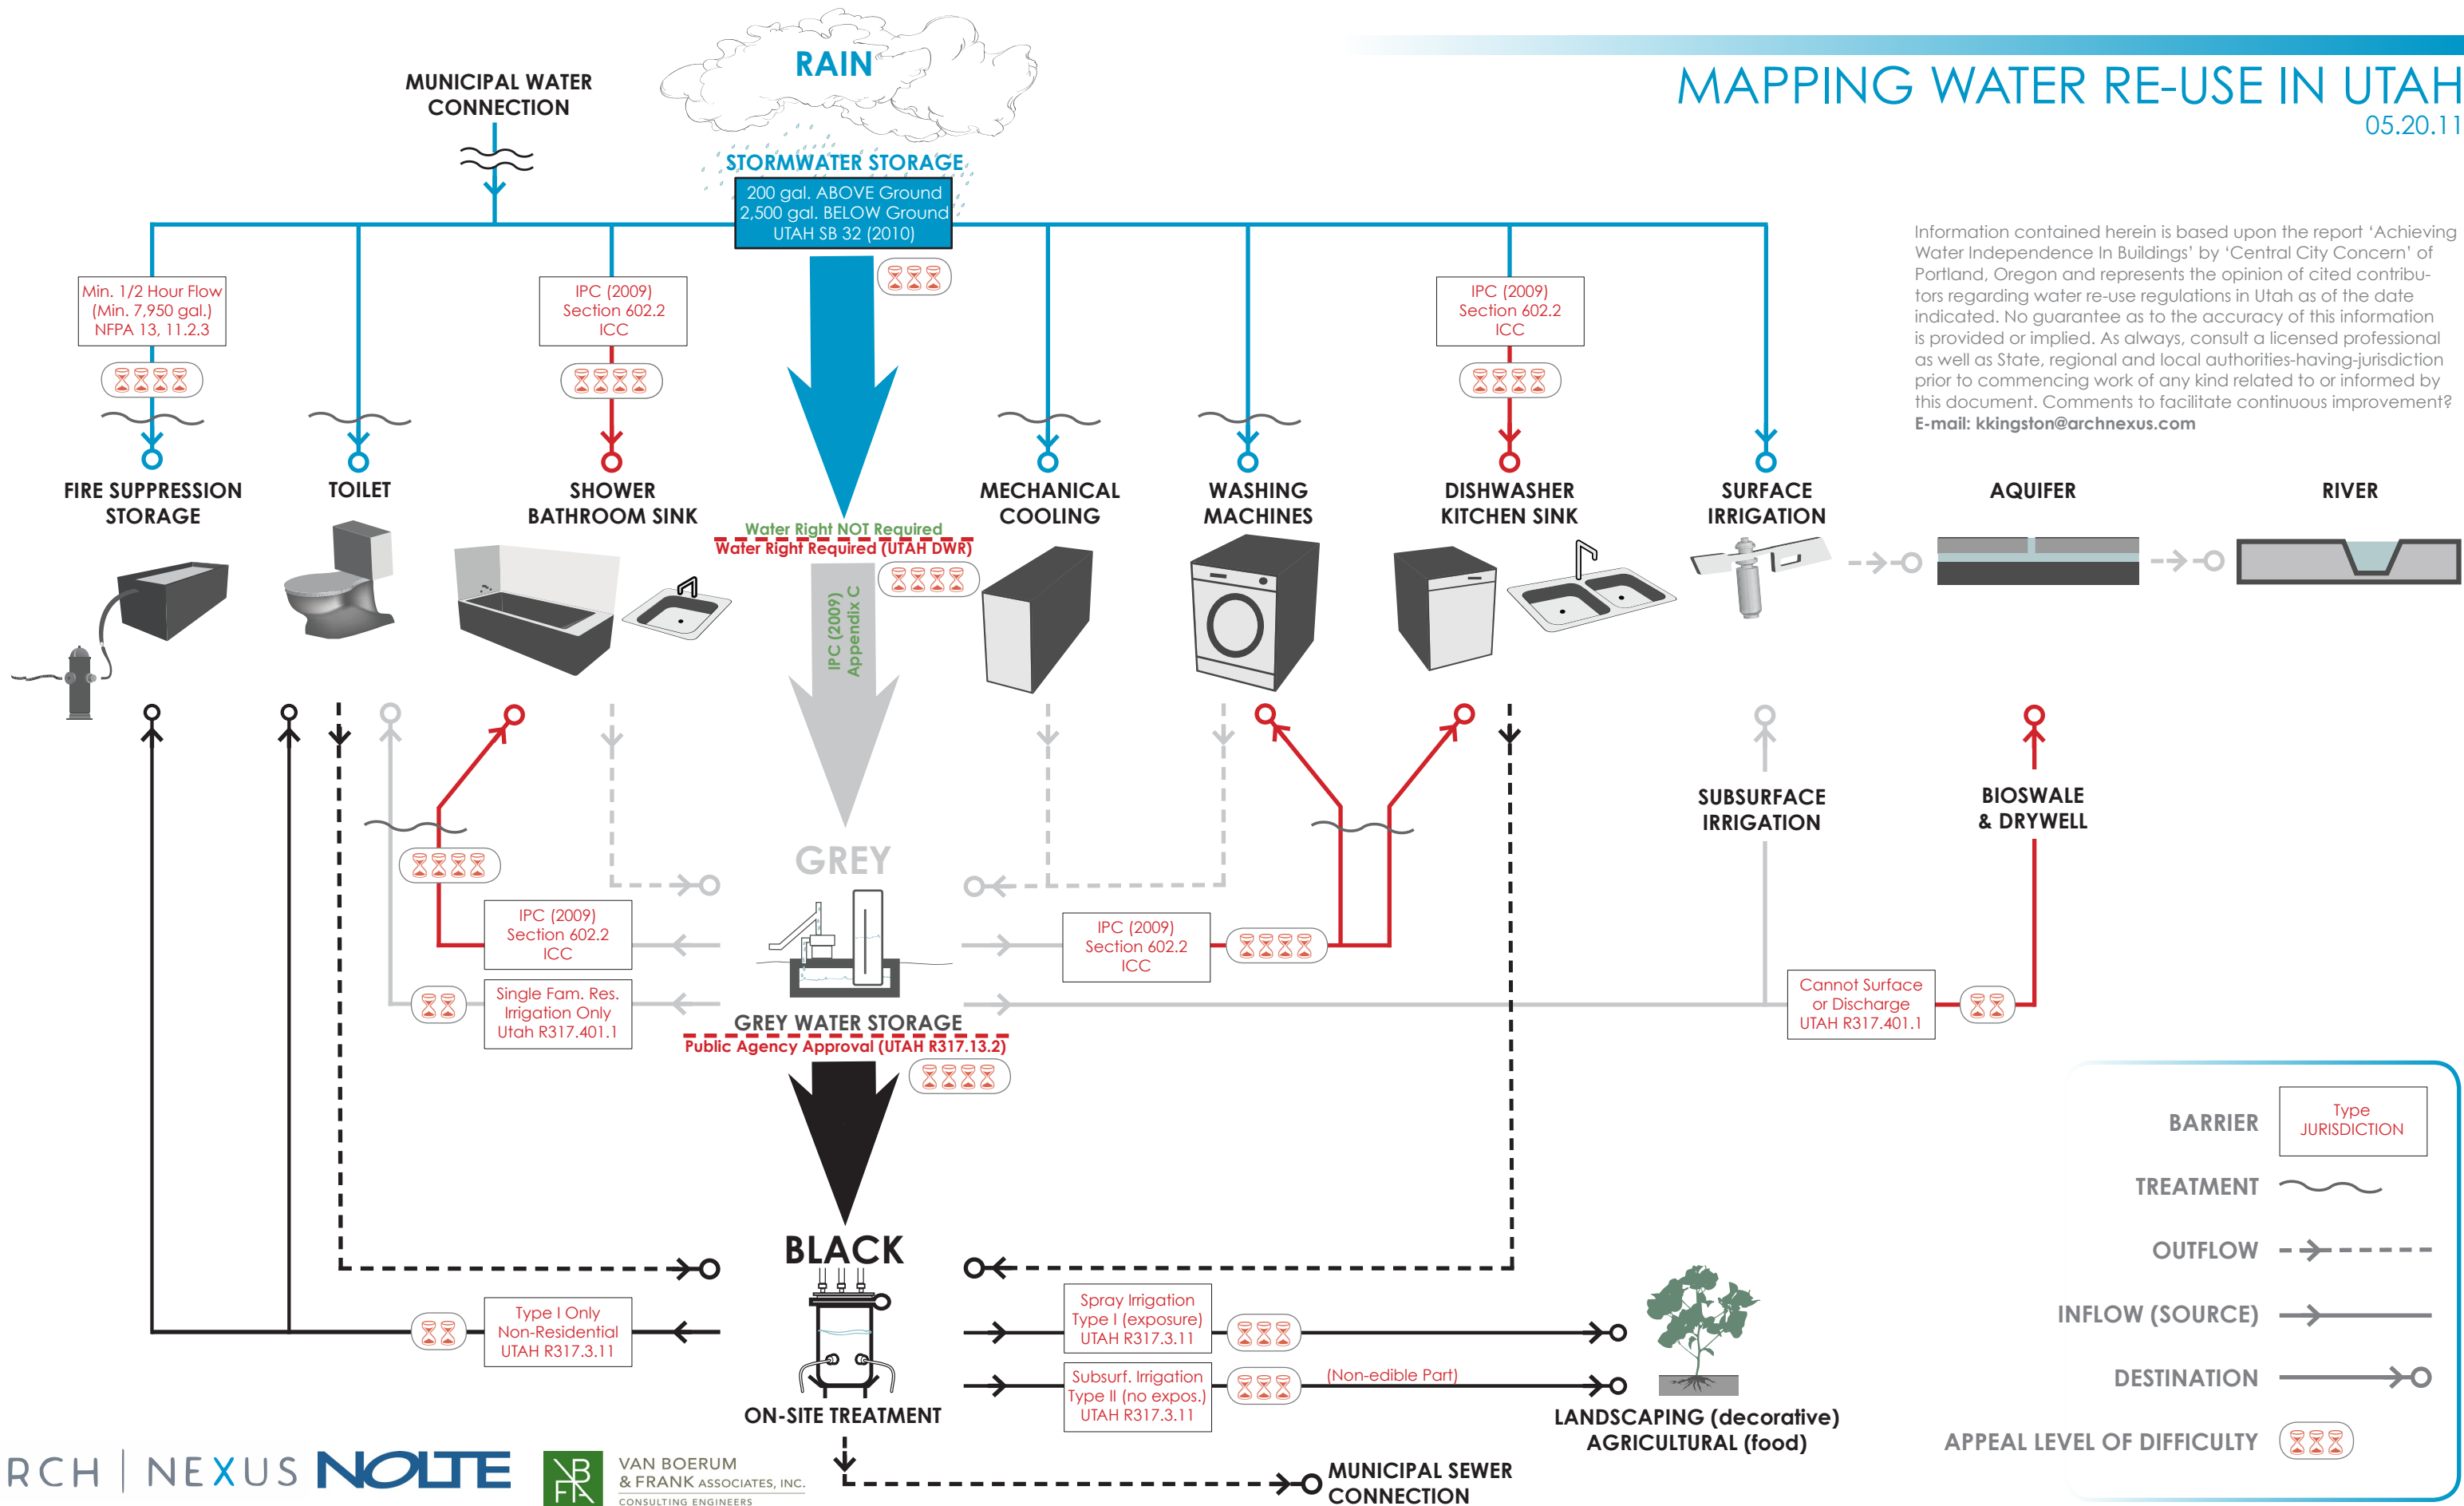 MAPPING WATER RE-USE IN UTAH
05.20.11
RAIN
MUNICIPAL WATER
CONNECTION
STORMWATER STORAGE
200 gal. ABOVE Ground
2,500 gal. BELOW Ground
UTAH SB 32 (2010)
Information contained herein is based upon the report ‘Achieving
Water Independence In Buildings’ by ‘Central City Concern’ of
Portland, Oregon and represents the opinion of cited contribu-
tors regarding water re-use regulations in Utah as of the date
indicated. No guarantee as to the accuracy of this information
is provided or implied. As always, consult a licensed professional
as well as State, regional and local authorities-having-jurisdiction
prior to commencing work of any kind related to or informed by
this document. Comments to facilitate continuous improvement?
E-mail: kkingston@archnexus.com
Min. 1/2 Hour Flow
(Min. 7,950 gal.)
NFPA 13, 11.2.3
IPC (2009)
Section 602.2
ICC
IPC (2009)
Section 602.2
ICC
FIRE SUPPRESSION
STORAGE
TOILET
SHOWER
BATHROOM SINK
MECHANICAL
COOLING
WASHING
MACHINES
DISHWASHER
KITCHEN SINK
SURFACE
IRRIGATION
AQUIFER
RIVER
Water Right NOT Required
Water Right Required (UTAH DWR)
IPC (2009)
Appendix C
SUBSURFACE
IRRIGATION
BIOSWALE
& DRYWELL
GREY
IPC (2009)
Section 602.2
ICC
IPC (2009)
Section 602.2
ICC
Single Fam. Res.
Irrigation Only
Utah R317.401.1
Cannot Surface
or Discharge
UTAH R317.401.1
GREY WATER STORAGE
Public Agency Approval (UTAH R317.13.2)
BLACK
Type I Only
Non-Residential
UTAH R317.3.11
Spray Irrigation
Type I (exposure)
UTAH R317.3.11
Subsurf. Irrigation
Type II (no expos.)
UTAH R317.3.11
(Non-edible Part)
ON-SITE TREATMENT
LANDSCAPING (decorative)
AGRICULTURAL (food)
MUNICIPAL SEWER
CONNECTION
BARRIER
Type
JURISDICTION
TREATMENT
OUTFLOW
INFLOW (SOURCE)
DESTINATION
APPEAL LEVEL OF DIFFICULTY
RCH | NEXUS
NOLTE
VBFA
VAN BOERUM
& FRANK ASSOCIATES, INC.
CONSULTING ENGINEERS